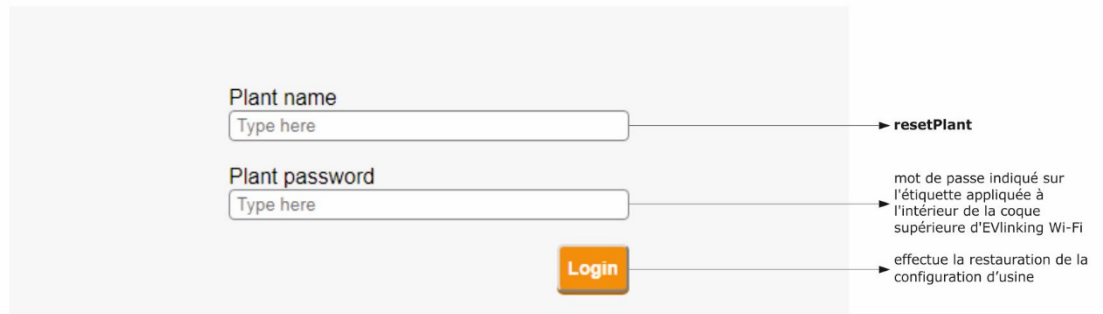 Plant name
Type here
resetPlant
Plant password
Type here
mot de passe indiqué sur
l'étiquette appliquée à
l'intérieur de la coque
supérieure d'EVlinking Wi-Fi
Login
effectue la restauration de la
configuration d'usine